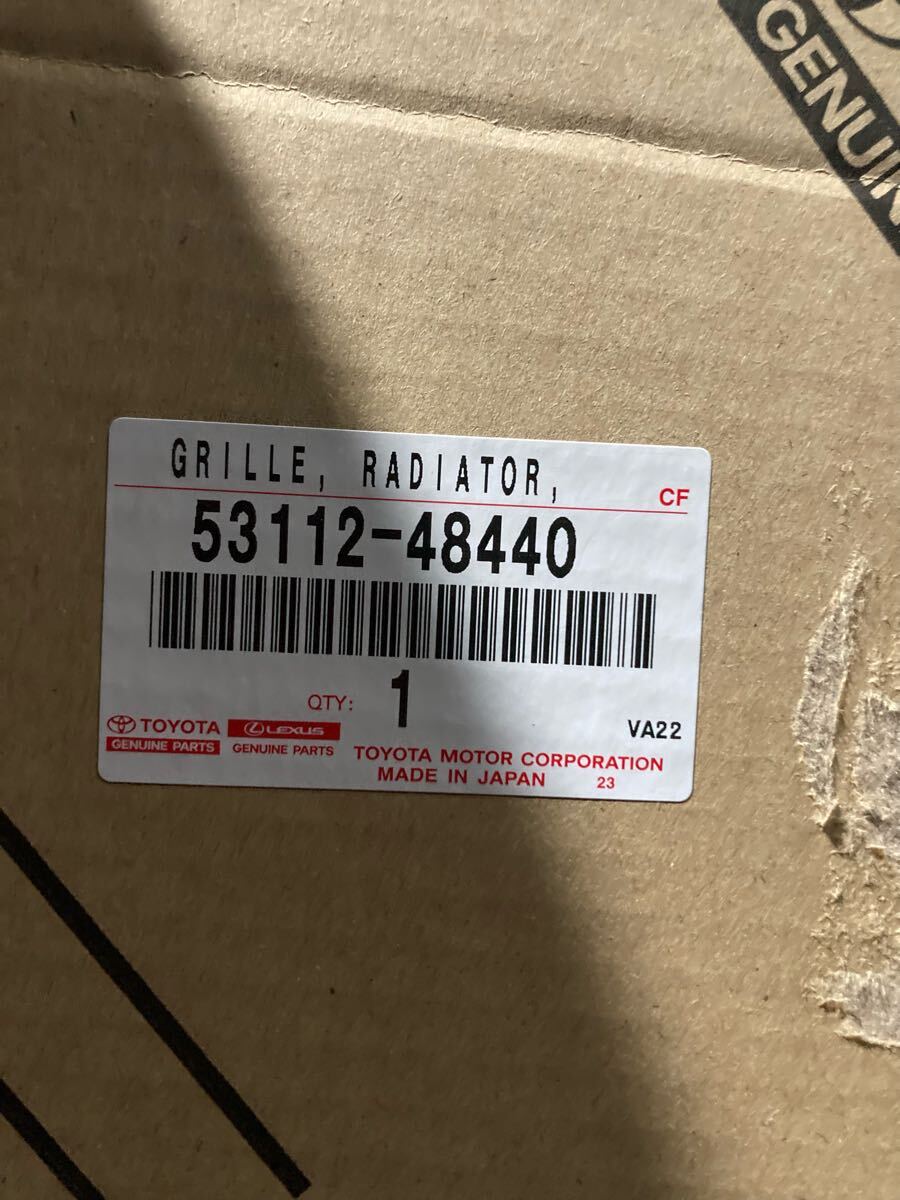 GENUIN
GRILLE, RADIATOR,
CF
53112-48440
QTY: 1
VA22
TOYOTA
GENUINE PARTS
LEXUS
GENUINE PARTS
TOYOTA MOTOR CORPORATION
MADE IN JAPAN 23